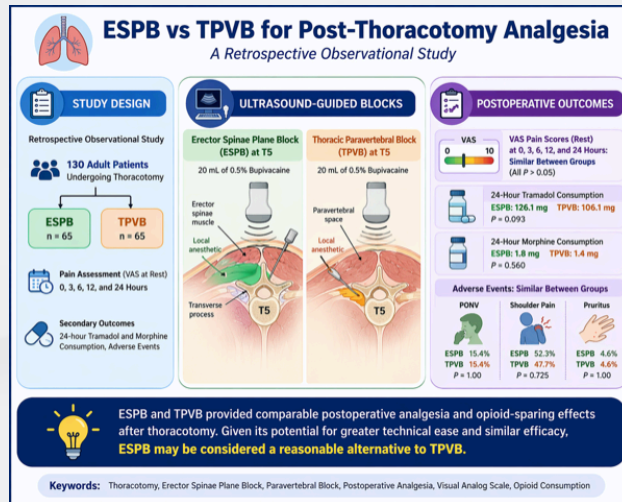 ESPB vs TPVB for Post-Thoracotomy Analgesia
A Retrospective Observational Study
STUDY DESIGN
Retrospective Observational Study
130 Adult Patients
Undergoing Thoracotomy
ESPB
n = 65
TPVB
n = 65
Pain Assessment (VAS at Rest)
0, 3, 6, 12, and 24 Hours
Secondary Outcomes
24-hour Tramadol and Morphine
Consumption, Adverse Events
ULTRASOUND-GUIDED BLOCKS
Erector Spinae Plane Block
(ESPB) at T5
20 mL of 0.5% Bupivacaine
Erector
spinae
muscle
Local
anesthetic
Transverse
process
T5
Thoracic Paravertebral Block
(TPVB) at T5
20 mL of 0.5% Bupivacaine
Paravertebral
space
Local
anesthetic
T5
POSTOPERATIVE OUTCOMES
VAS
0 10
VAS Pain Scores (Rest)
at 0, 3, 6, 12, and 24 Hours:
Similar Between Groups
(All P > 0.05)
24-Hour Tramadol Consumption
ESPB: 126.1 mg TPVB: 106.1 mg
P = 0.093
24-Hour Morphine Consumption
ESPB: 1.8 mg TPVB: 1.4 mg
P = 0.560
Adverse Events: Similar Between Groups
PONV
ESPB 15.4%
TPVB 15.4%
P = 1.00
Shoulder Pain
ESPB 52.3%
TPVB 47.7%
P = 0.725
Pruritus
ESPB 4.6%
TPVB 4.6%
P = 1.00
ESPB and TPVB provided comparable postoperative analgesia and opioid-sparing effects
after thoracotomy. Given its potential for greater technical ease and similar efficacy,
ESPB may be considered a reasonable alternative to TPVB.
Keywords: Thoracotomy, Erector Spinae Plane Block, Paravertebral Block, Postoperative Analgesia, Visual Analog Scale, Opioid Consumption